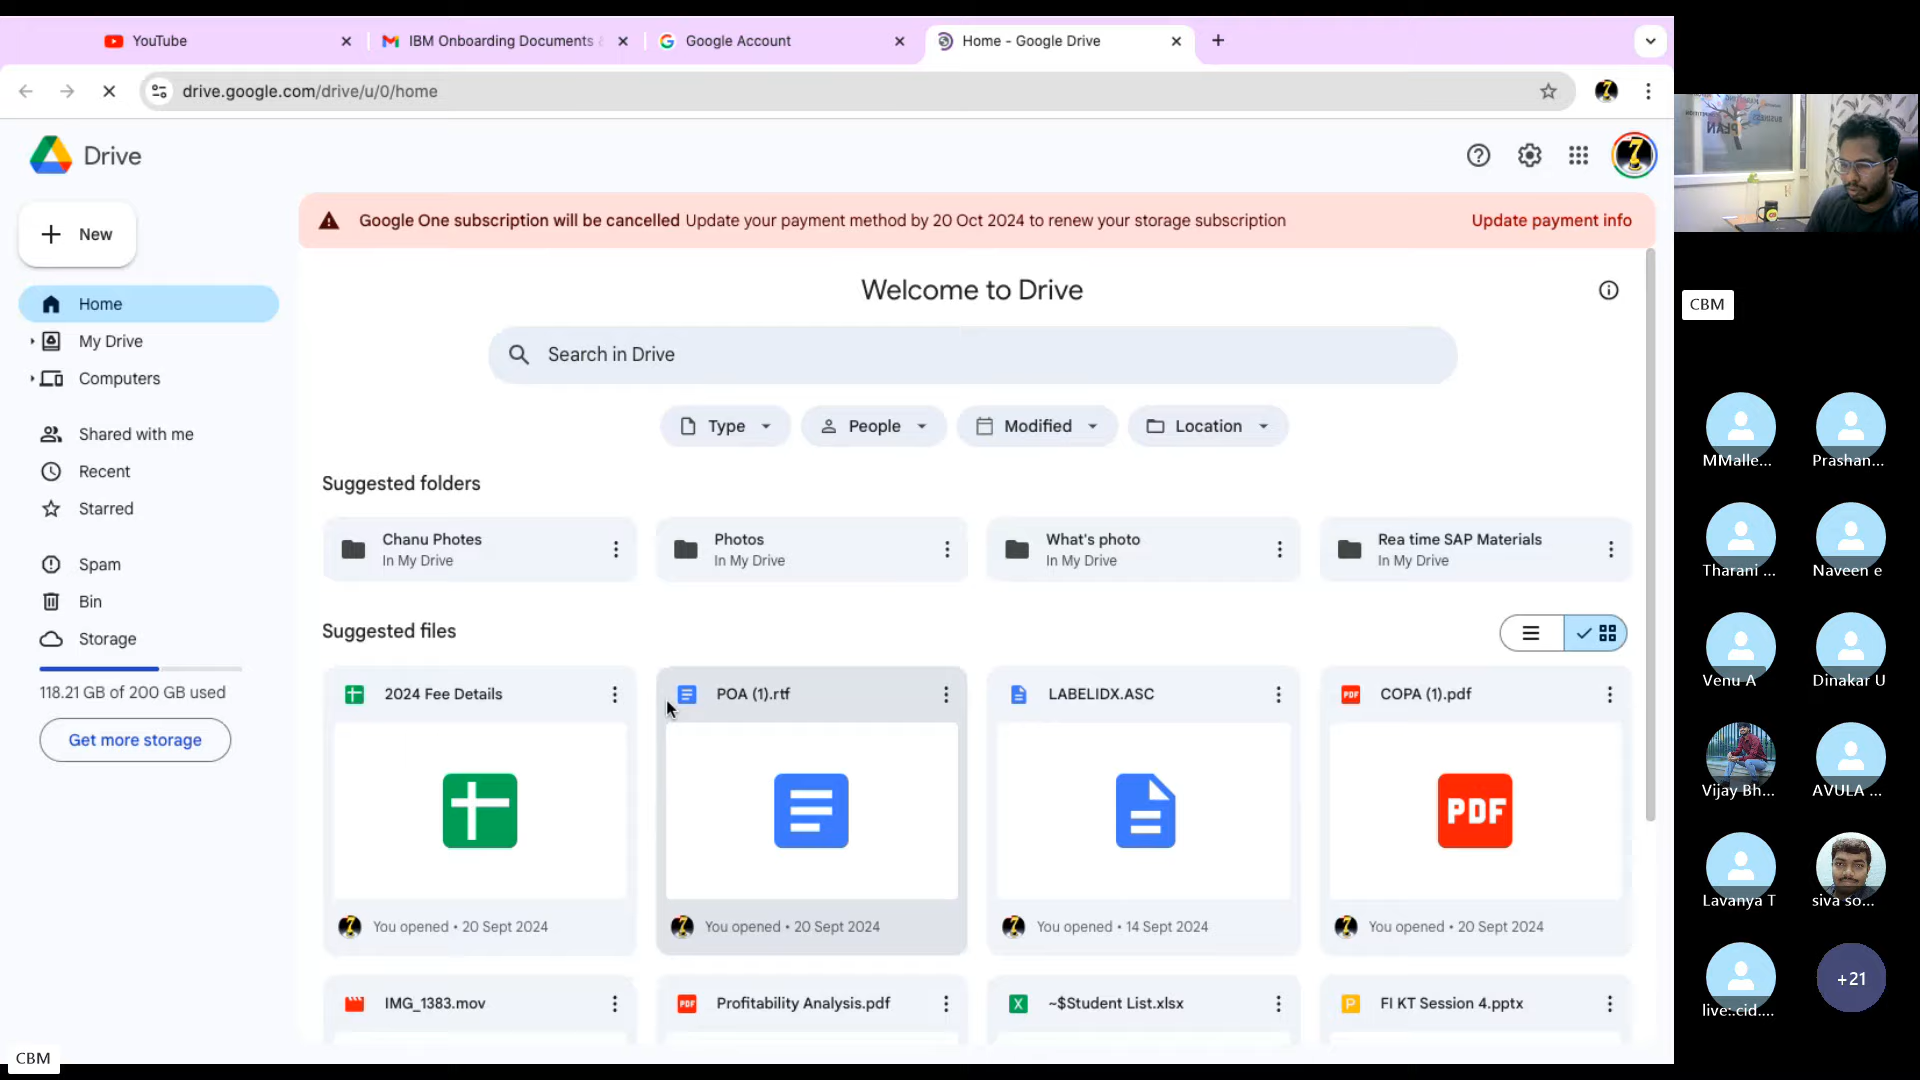 YouTube
IBM Onboarding Documents
Google Account
Home - Google Drive
drive.google.com/drive/u/0/home
Drive
New
Google One subscription will be cancelled Update your payment method by 20 Oct 2024 to renew your storage subscription
Update payment info
Home
My Drive
Computers
Shared with me
Recent
Starred
Spam
Bin
Storage
118.21 GB of 200 GB used
Get more storage
Welcome to Drive
Search in Drive
Type
People
Modified
Location
Suggested folders
Chanu Photos
In My Drive
Photos
In My Drive
What's photo
In My Drive
Rea time SAP Materials
In My Drive
Suggested files
2024 Fee Details
You opened • 20 Sept 2024
POA (1).rtf
You opened • 20 Sept 2024
LABELIDX.ASC
You opened • 14 Sept 2024
COPA (1).pdf
PDF
You opened • 20 Sept 2024
IMG_1383.mov
Profitability Analysis.pdf
~$Student List.xlsx
FI KT Session 4.pptx
CBM
PLAN
CBM
MMalle...
Prashan...
Tharani ...
Naveen e
Venu A
Dinakar U
Vijay Bh...
AVULA ...
Lavanya T
siva so...
live:.cid....
+21